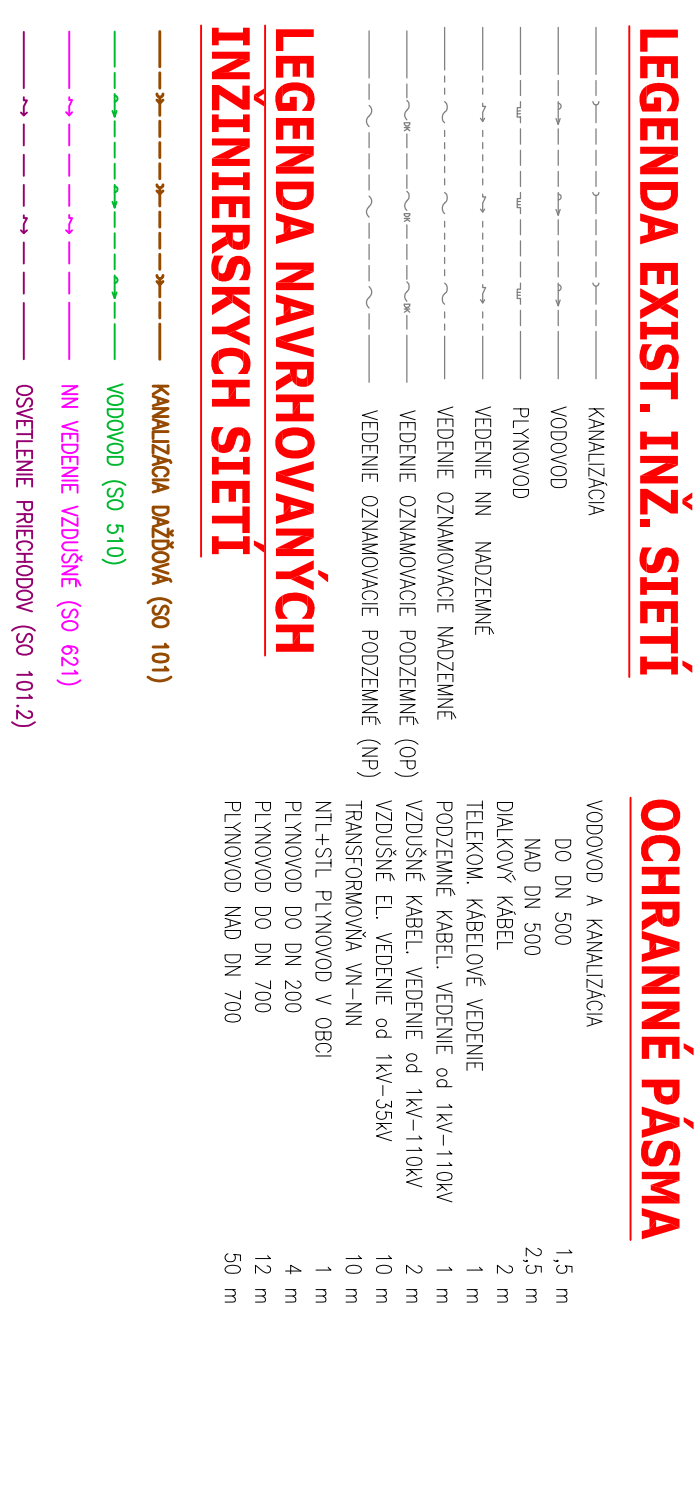 LEGENDA EXIST. INŽ. SIETÍ
KANALIZÁCIA
VODOVOD
PLYNOVOD
VEDENIE NN NADZEMNÉ
VEDENIE OZNAMOVACIE NADZEMNÉ
DK DK DK VEDENIE OZNAMOVACIE PODZEMNÉ (OP)
VEDENIE OZNAMOVACIE PODZEMNÉ (NP)
LEGENDA NAVRHOVANÝCH
INŽINIERSKYCH SIETÍ
KANALIZÁCIA DAŽĎOVÁ (SO 101)
VODOVOD (SO 510)
NN VEDENIE VZDUŠNÉ (SO 621)
OSVETLENIE PRIECHODOV (SO 101.2)
OCHRANNÉ PÁSMA
VODOVOD A KANALIZÁCIA
DO DN 500 1,5 m
NAD DN 500 2,5 m
DIALKOVÝ KÁBEL 2 m
TELEKOM. KÁBELOVÉ VEDENIE 1 m
PODZEMNÉ KABEL. VEDENIE od 1kV-110kV 1 m
VZDUŠNÉ KABEL. VEDENIE od 1kV-110kV 2 m
VZDUŠNÉ EL. VEDENIE od 1kV-35kV 10 m
TRANSFORMOVŇA VN-NN 10 m
NTL+STL PLYNOVOD V OBCI 1 m
PLYNOVOD DO DN 200 4 m
PLYNOVOD DO DN 700 12 m
PLYNOVOD NAD DN 700 50 m